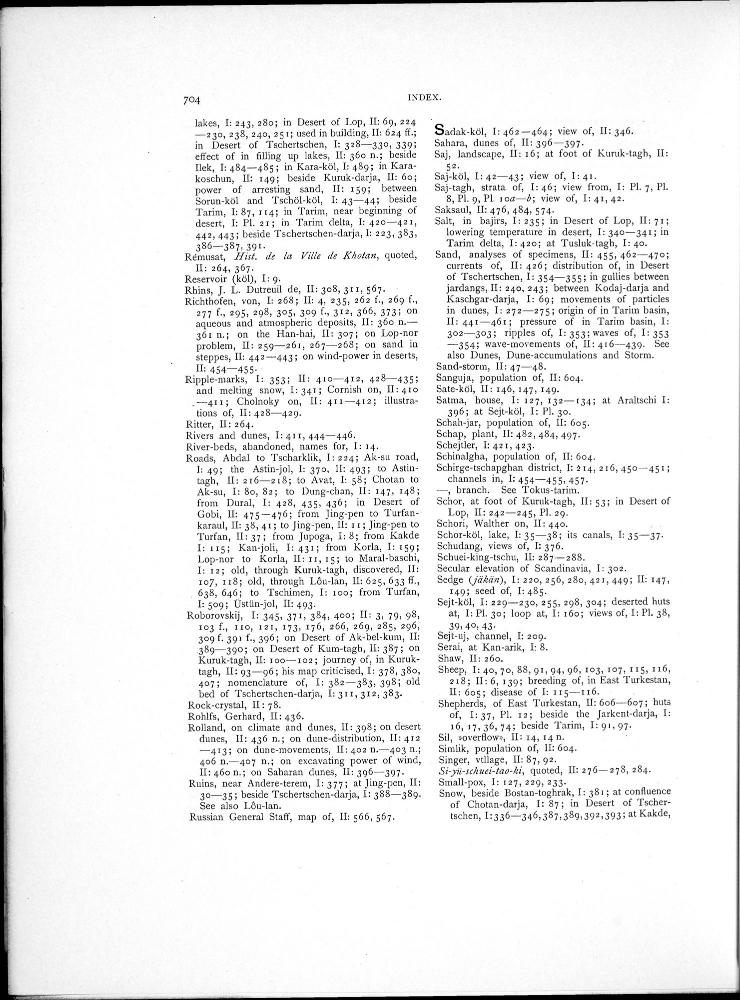 704
INDEX.
lakes, I: 243, 280; in Desert of Lop, II: 69, 224
—230, 238, 240, 251; used in building, II: 624 ff.;
in Desert of Tschertschen, I: 328—330, 339;
effect of in filling up lakes, II: 360 n.; beside
Ilek, I: 484—485; in Kara-köl, I: 489; in Kara-
koschun, II: 149; beside Kuruk-darja, II: 60;
power of arresting sand, II: 159; between
Sorun-köl and Tschöl-köl, I: 43—44; beside
Tarim, I: 87, 114; in Tarim, near beginning of
desert, I: Pl. 21; in Tarim delta, I: 420—421,
442, 443; beside Tschertschen-darja, I: 223, 383,
386—387, 391.
Rémusat, Hist. de la Ville de Khotan, quoted,
II: 264, 367.
Reservoir (köl), I: 9.
Rhins, J. L. Dutreuil de, II: 308, 311, 567.
Richthofen, von, I: 268; II: 4, 235, 262 f., 269 f.,
277 f., 295, 298, 305, 309 f., 312, 366, 373; on
aqueous and atmospheric deposits, II: 360 n.—
361 n.; on the Han-hai, II: 307; on Lop-nor
problem, II: 259—261, 267—268; on sand in
steppes, II: 442—443; on wind-power in deserts,
II: 454—455.
Ripple-marks, I: 353; II: 410—412, 428—435;
and melting snow, I: 341; Cornish on, II: 410
—411; Cholnoky on, II: 411—412; illustra-
tions of, II: 428—429.
Ritter, II: 264.
Rivers and dunes, I: 411, 444—446.
River-beds, abandoned, names for, I: 14.
Roads, Abdal to Tscharklik, I: 224; Ak-su road,
I: 49; the Astin-jol, I: 370, II: 493; to Astin-
tagh, II: 216—218; to Avat, I: 58; Chotan to
Ak-su, I: 80, 82; to Dung-chan, II: 147, 148;
from Dural, I: 428, 435, 436; in Desert of
Gobi, II: 475—476; from Jing-pen to Turfan-
karaul, II: 38, 41; to Jing-pen, II: 11; Jing-pen to
Turfan, II: 37; from Jupoga, I: 8; from Kakde
I: 115; Kan-joli, I: 431; from Korla, I: 159;
Lop-nor to Korla, II: 11, 15; to Maral-baschi,
I: 12; old, through Kuruk-tagh, discovered, II:
107, 118; old, through Lôu-lan, II: 625, 633 ff.,
638, 646; to Tschimen, I: 100; from Turfan,
I: 509; Üstün-jol, II: 493.
Roborovskij, I: 345, 371, 384, 400; II: 3, 79, 98,
103 f., 110, 121, 173, 176, 266, 269, 285, 296,
309 f. 391 f., 396; on Desert of Ak-bel-kum, II:
389—390; on Desert of Kum-tagh, II: 387; on
Kuruk-tagh, II: 100—102; journey of, in Kuruk-
tagh, II: 93—96; his map criticised, I: 378, 380,
407; nomenclature of, I: 382—383, 398; old
bed of Tschertschen-darja, I: 311, 312, 383.
Rock-crystal, II: 78.
Rohlfs, Gerhard, II: 436.
Rolland, on climate and dunes, II: 398; on desert
dunes, II: 436 n.; on dune-distribution, II: 412
—413; on dune-movements, II: 402 n.—403 n.;
406 n.—407 n.; on excavating power of wind,
II: 460 n.; on Saharan dunes, II: 396—397.
Ruins, near Andere-terem, I: 377; at Jing-pen, II:
30—35; beside Tschertschen-darja, I: 388—389.
See also Lôu-lan.
Russian General Staff, map of, II: 566, 567.
Sadak-köl, I: 462—464; view of, II: 346.
Sahara, dunes of, II: 396—397.
Saj, landscape, II: 16; at foot of Kuruk-tagh, II:
52.
Saj-köl, I: 42—43; view of, I: 41.
Saj-tagh, strata of, I: 46; view from, I: Pl. 7, Pl.
8, Pl. 9, Pl. 10a—b; view of, I: 41, 42.
Saksaul, II: 476, 484, 574.
Salt, in bajirs, I: 235; in Desert of Lop, II: 71;
lowering temperature in desert, I: 340—341; in
Tarim delta, I: 420; at Tusluk-tagh, I: 40.
Sand, analyses of specimens, II: 455, 462—470;
currents of, II: 426; distribution of, in Desert
of Tschertschen, I: 354—355; in gullies between
jardangs, II: 240, 243; between Kodaj-darja and
Kaschgar-darja, I: 69; movements of particles
in dunes, I: 272—275; origin of in Tarim basin,
II: 441—461; pressure of in Tarim basin, I:
302—303; ripples of, I: 353; waves of, I: 353
—354; wave-movements of, II: 416—439. See
also Dunes, Dune-accumulations and Storm.
Sand-storm, II: 47—48.
Sanguja, population of, II: 604.
Sate-köl, II: 146, 147, 149.
Satma, house, I: 127, 132—134; at Araltschi I:
396; at Sejt-köl, I: Pl. 30.
Schah-jar, population of, II: 605.
Schap, plant, II: 482, 484, 497.
Schejtler, I: 421, 423.
Schinalgha, population of, II: 604.
Schirge-tschapghan district, I: 214, 216, 450—451;
channels in, I: 454—455, 457.
—, branch. See Tokus-tarim.
Schor, at foot of Kuruk-tagh, II: 53; in Desert of
Lop, II: 242—245, Pl. 29.
Schori, Walther on, II: 440.
Schor-köl, lake, I: 35—38; its canals, I: 35—37.
Schudang, views of, I: 376.
Schuei-king-tschu, II: 287—288.
Secular elevation of Scandinavia, I: 302.
Sedge (jäkän), I: 220, 256, 280, 421, 449; II: 147,
149; seed of, I: 485.
Sejt-köl, I: 229—230, 255, 298, 304; deserted huts
at, I: Pl. 30; loop at, I: 160; views of, I: Pl. 38,
39, 40, 43.
Sejt-uj, channel, I: 209.
Serai, at Kan-arik, I: 8.
Shaw, II: 260.
Sheep, I: 40, 70, 88, 91, 94, 96, 103, 107, 115, 116,
218; II: 6, 139; breeding of, in East Turkestan,
II: 605; disease of I: 115—116.
Shepherds, of East Turkestan, II: 606—607; huts
of, I: 37, Pl. 12; beside the Jarkent-darja, I:
16, 17, 36, 74; beside Tarim, I: 91, 97.
Sil, »overflow», II: 14, 14 n.
Simlik, population of, II: 604.
Singer, village, II: 87, 92.
Si-yü-schuei-tao-ki, quoted, II: 276—278, 284.
Small-pox, I: 127, 229, 233.
Snow, beside Bostan-toghrak, I: 381; at confluence
of Chotan-darja, I: 87; in Desert of Tscher-
tschen, I: 336—346, 387, 389, 392, 393; at Kakde,